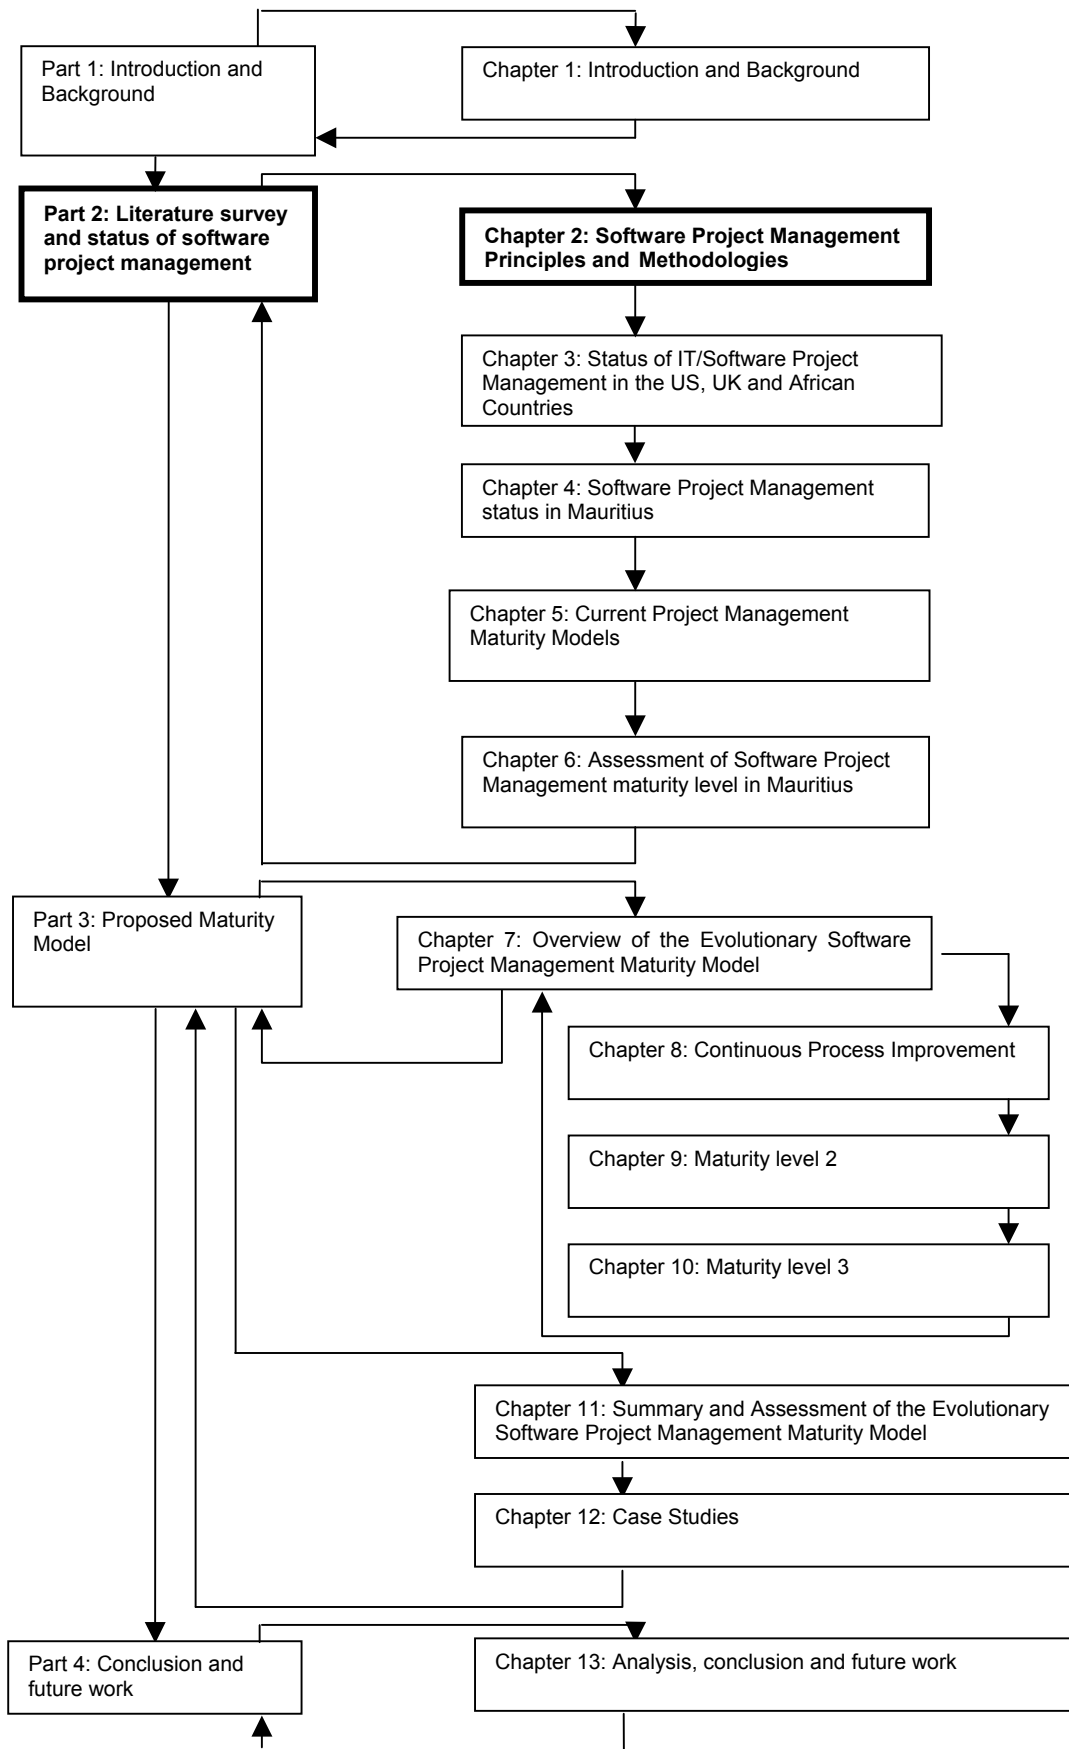 Part 1: Introduction and
Background
Chapter 1: Introduction and Background
Part 2: Literature survey
and status of software
project management
Chapter 2: Software Project Management
Principles and Methodologies
Chapter 3: Status of IT/Software Project
Management in the US, UK and African
Countries
Chapter 4: Software Project Management
status in Mauritius
Chapter 5: Current Project Management
Maturity Models
Chapter 6: Assessment of Software Project
Management maturity level in Mauritius
Part 3: Proposed Maturity
Model
Chapter 7: Overview of the Evolutionary Software
Project Management Maturity Model
Chapter 8: Continuous Process Improvement
Chapter 9: Maturity level 2
Chapter 10: Maturity level 3
Chapter 11: Summary and Assessment of the Evolutionary
Software Project Management Maturity Model
Chapter 12: Case Studies
Part 4: Conclusion and
future work
Chapter 13: Analysis, conclusion and future work